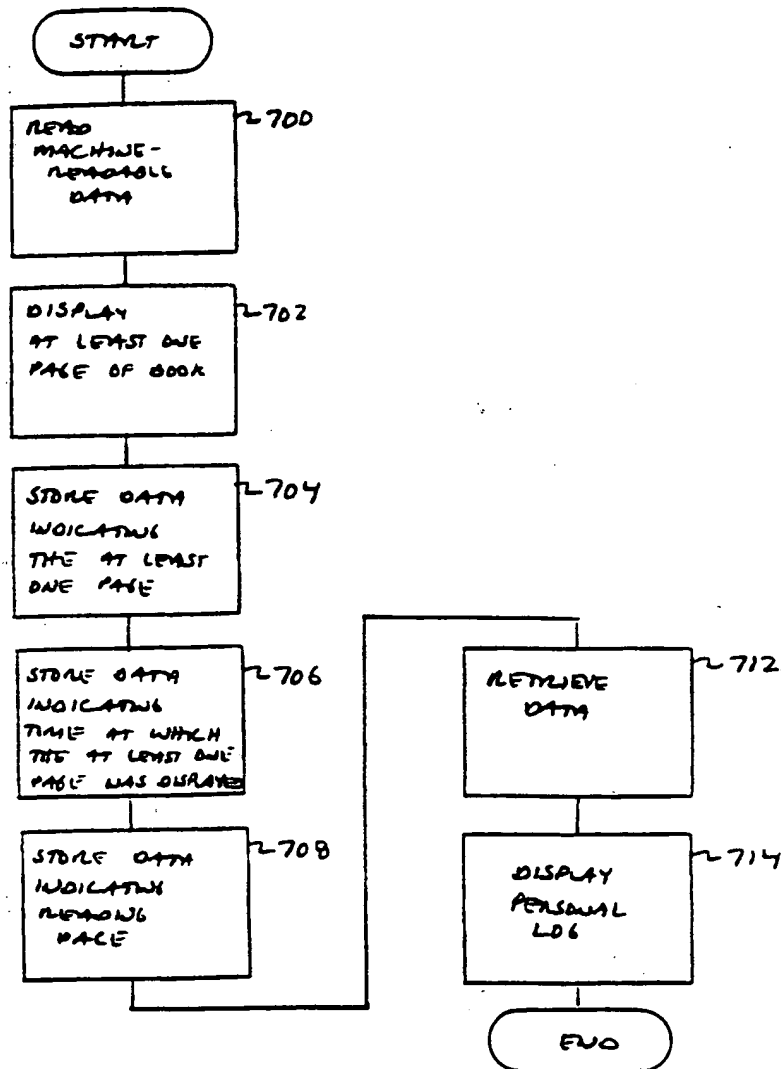 START
700
READ
MACHINE-
READABLE
DATA
702
DISPLAY
AT LEAST ONE
PAGE OF BOOK
704
STORE DATA
INDICATING
THE AT LEAST
ONE PAGE
706
STORE DATA
INDICATING
TIME AT WHICH
THE AT LEAST ONE
PAGE WAS DISPLAYED
708
STORE DATA
INDICATING
READING
PACE
712
RETRIEVE
DATA
714
DISPLAY
PERSONAL
LOG
END